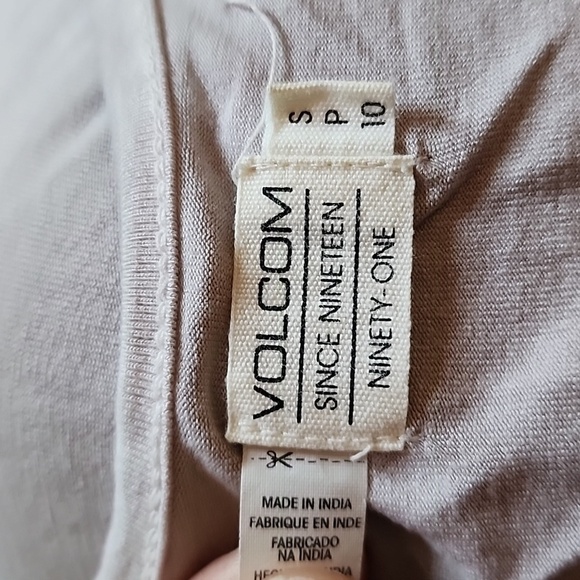 S
P
10
VOLCOM
SINCE NINETEEN
NINETY-ONE
MADE IN INDIA
FABRIQUE EN INDE
FABRICADO
NA INDIA